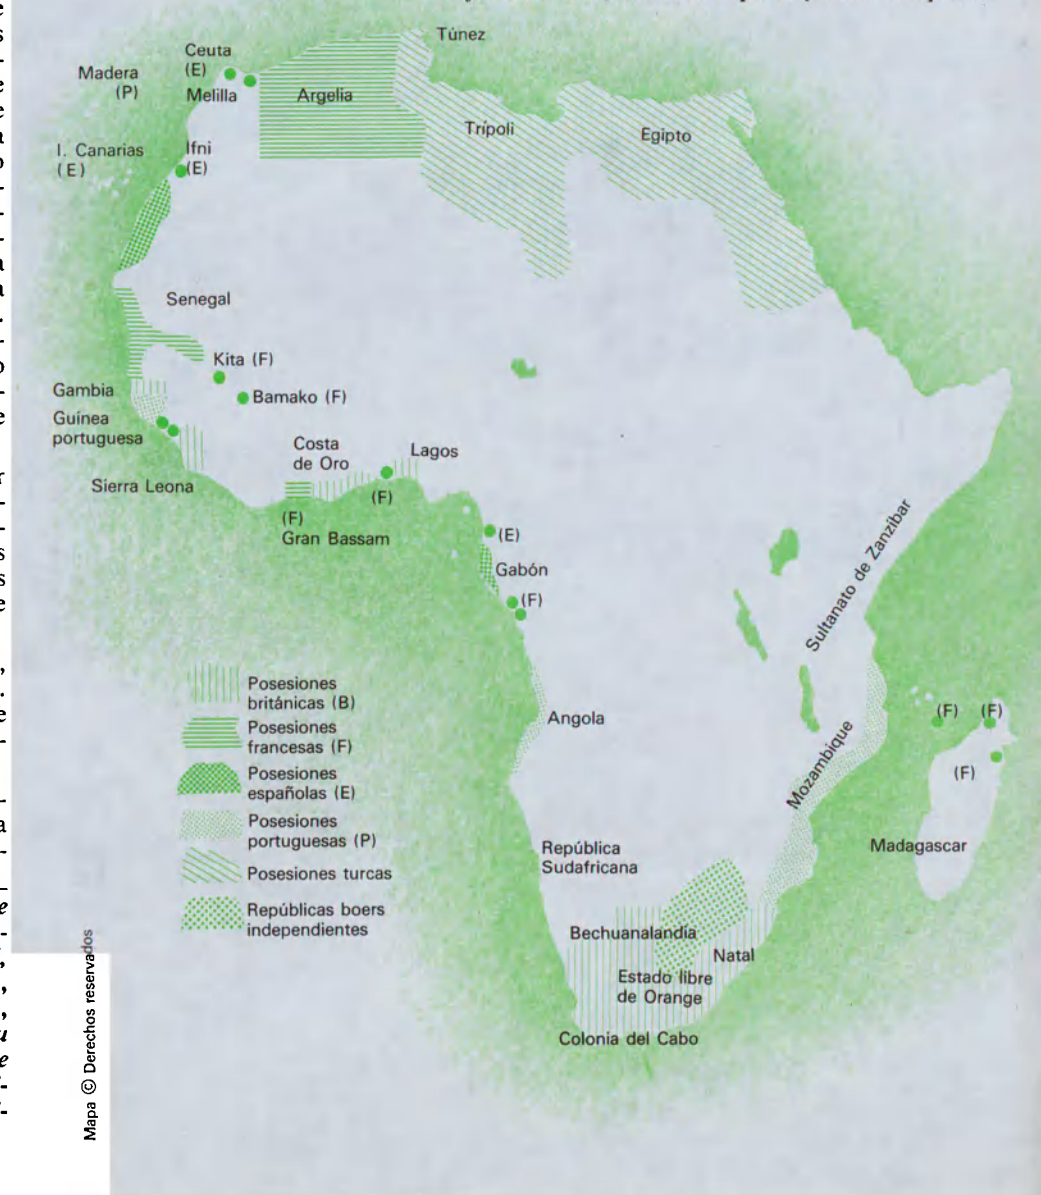 Túnez
Ceuta
(E)
Madera
(P)
Melilla
Argelia
Trípoli
Egipto
I. Canarias
(E)
Ifni
(E)
Senegal
Kita (F)
Bamako (F)
Gambia
Guinea
portuguesa
Sierra Leona
Costa
de Oro
Lagos
(F)
(F)
Gran Bassam
(E)
Gabón
(F)
Sultanato de Zanzíbar
Angola
Mozambique
(F)
(F)
(F)
Madagascar
República
Sudafricana
Bechuanalandia
Natal
Estado libre
de Orange
Colonia del Cabo
Posesiones
británicas (B)
Posesiones
francesas (F)
Posesiones
españolas (E)
Posesiones
portuguesas (P)
Posesiones turcas
Repúblicas boers
independientes
Mapa © Derechos reservados